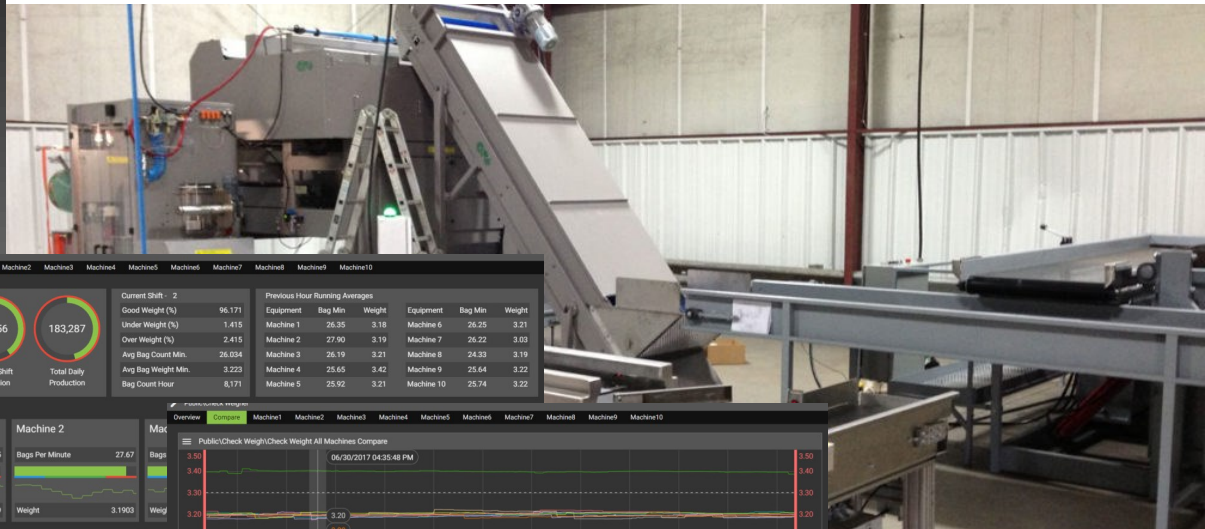 Machine2 Machine3 Machine4 Machine5 Machine6 Machine7 Machine8 Machine9 Machine10
183,287
Total Daily
Production
Current Shift - 2
Good Weight (%) 96.171
Under Weight (%) 1.415
Over Weight (%) 2.415
Avg Bag Count Min. 26.034
Avg Bag Weight Min. 3.223
Bag Count Hour 8,171
Previous Hour Running Averages
Equipment Bag Min Weight Equipment Bag Min Weight
Machine 1 26.35 3.18 Machine 6 26.25 3.21
Machine 2 27.90 3.19 Machine 7 26.22 3.03
Machine 3 26.19 3.21 Machine 8 24.33 3.19
Machine 4 25.65 3.42 Machine 9 25.64 3.22
Machine 5 25.92 3.21 Machine 10 25.74 3.22
Machine 2
Bags Per Minute 27.67
Bags
Weight 3.1903
Overview Compare Machine1 Machine2 Machine3 Machine4 Machine5 Machine6 Machine7 Machine8 Machine9 Machine10
Public\Check Weigh\Check Weight All Machines Compare
06/30/2017 04:35:48 PM
3.50 3.50
3.40 3.40
3.30 3.30
3.20 3.20 3.20